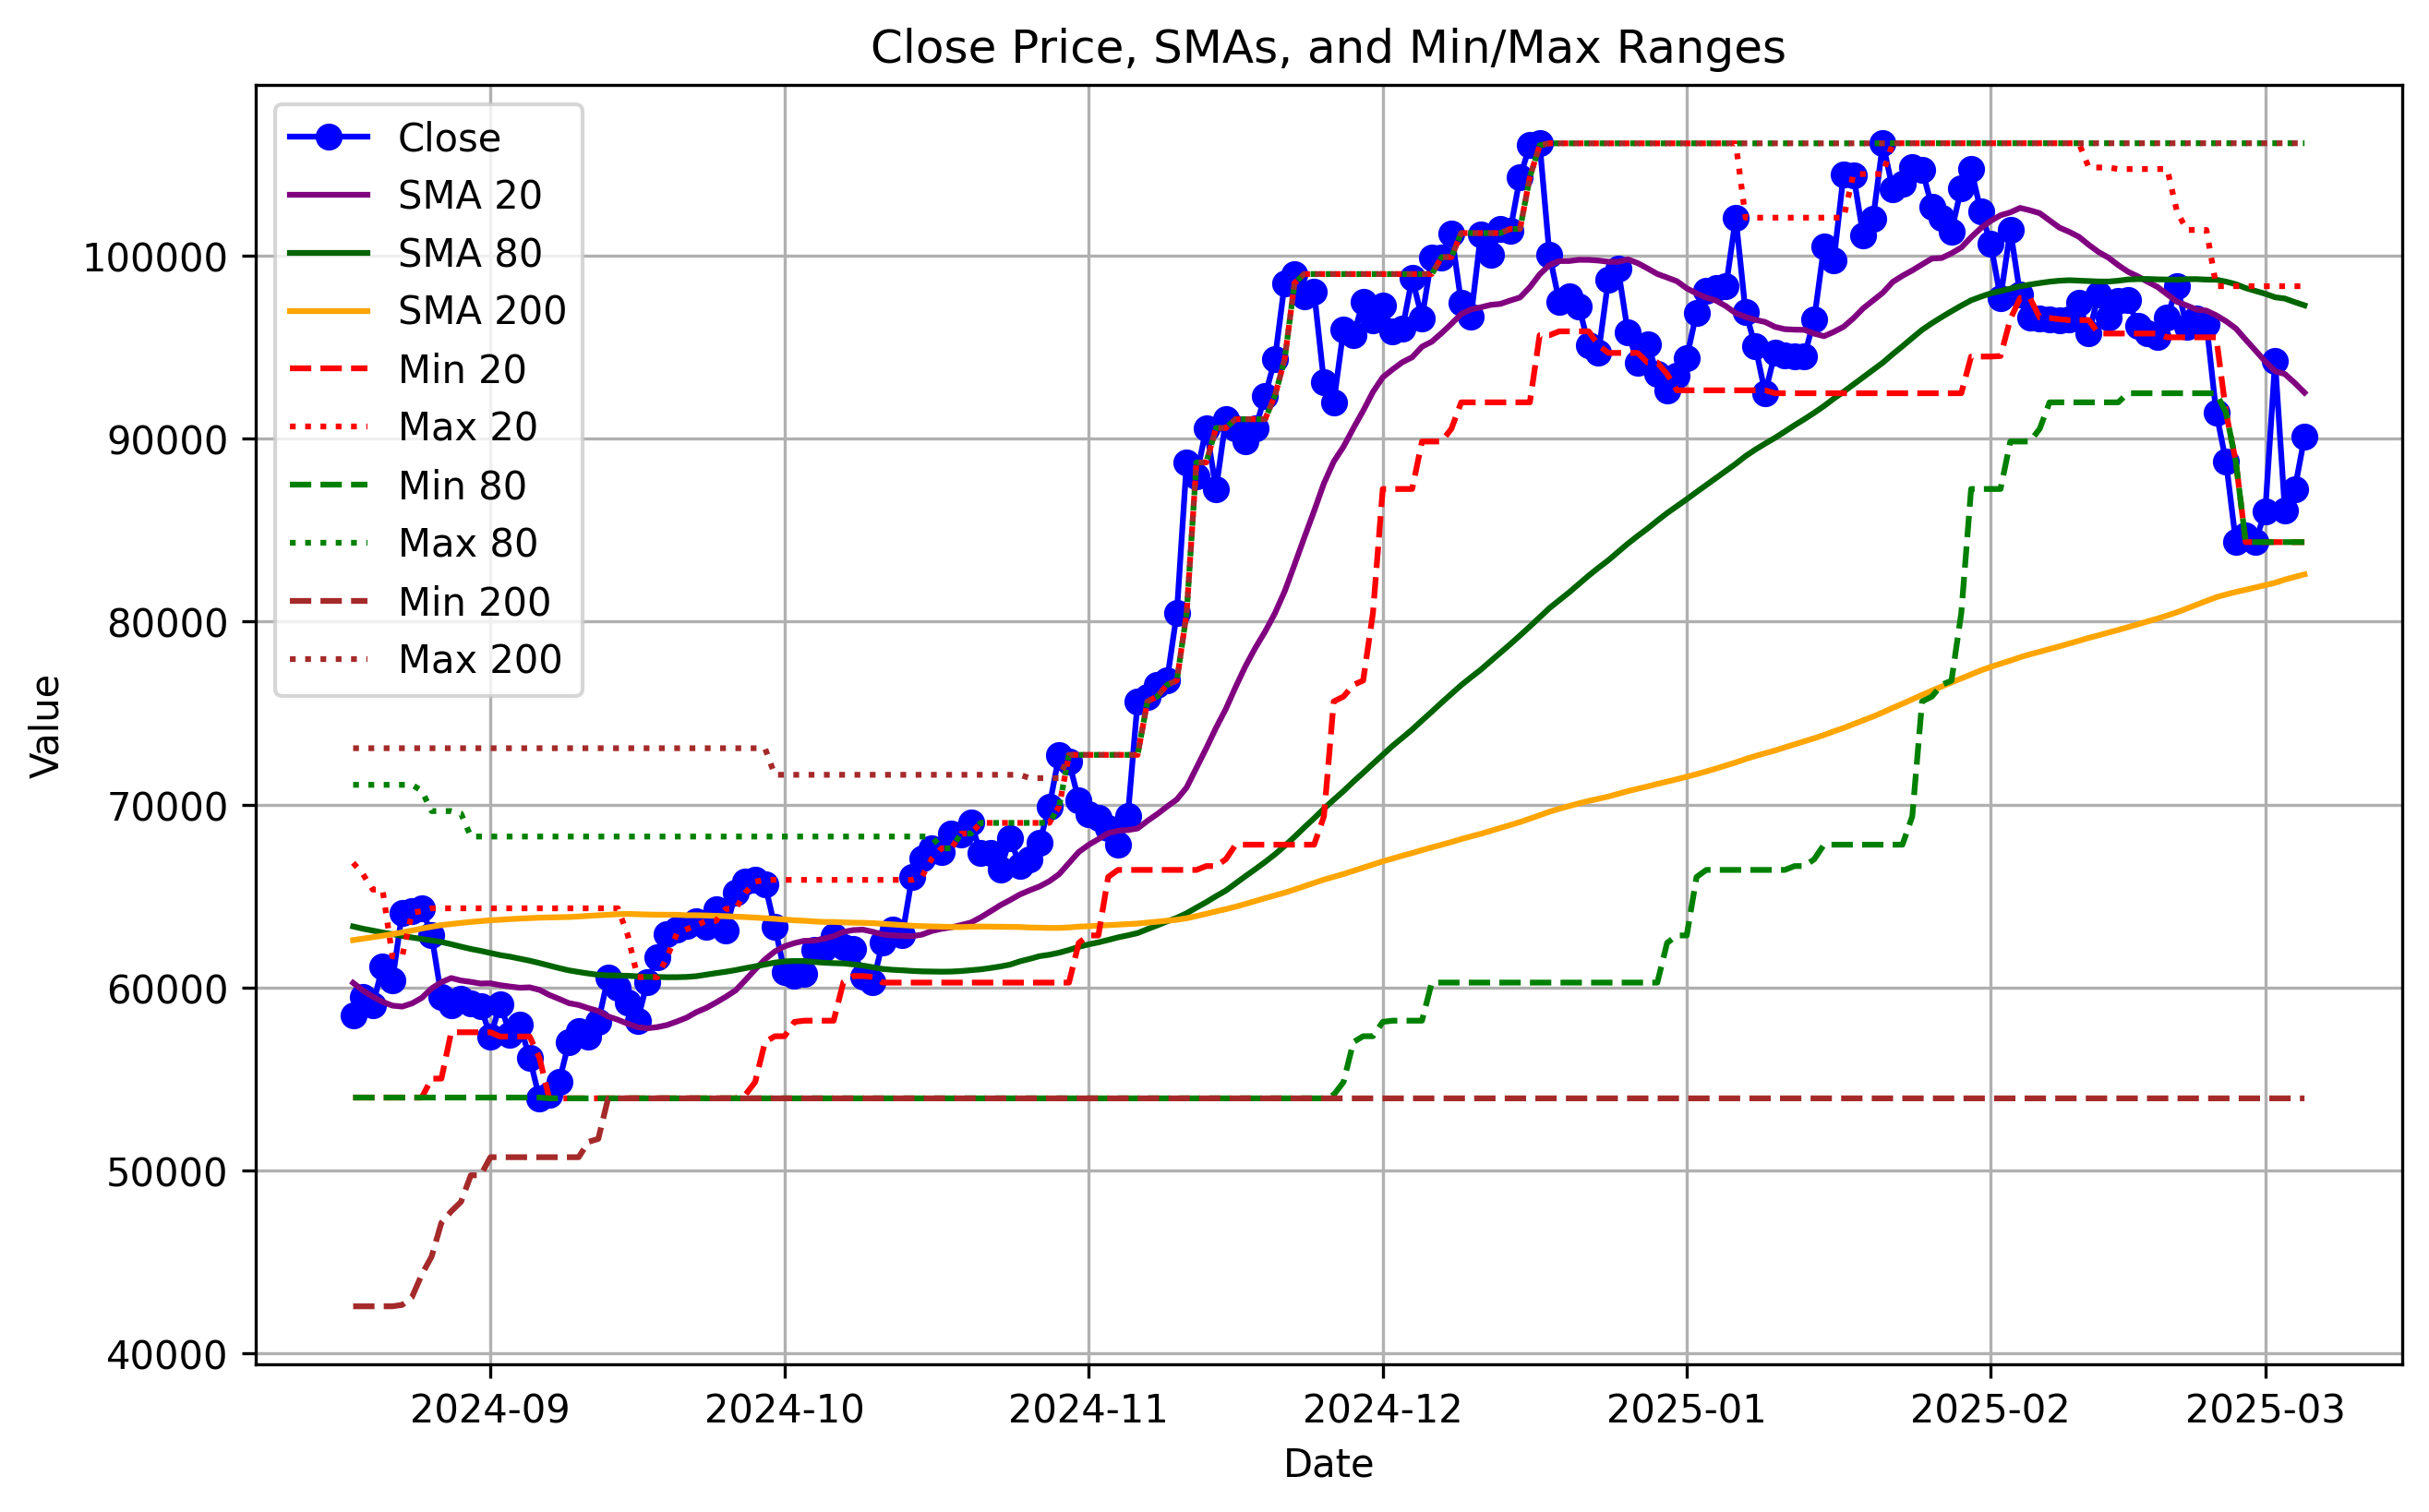 Close Price, SMAs, and Min/Max Ranges
Close
SMA 20
SMA 80
SMA 200
Min 20
Max 20
Min 80
Max 80
Min 200
Max 200
Value
100000
90000
80000
70000
60000
50000
40000
2024-09
2024-10
2024-11
2024-12
2025-01
2025-02
2025-03
Date